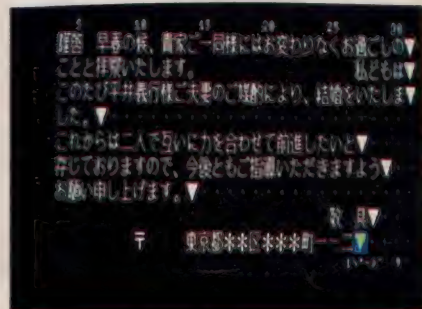 5 10 15 20 25 30
謹啓 早春の候、貴家ご一同様にはお変わりなくお過ごしの▼
ことと拝察いたします。 私どもは▼
このたび平井義行様ご夫妻のご媒酌により、結婚をいたしま▼
した。▼
これからは二人で互いに力を合わせて前進したいと▼
存じておりますので、今後ともご指導いただきますよう▼
お願い申し上げます。▼
敬具▼
〒 東京都**区***町一一二▼